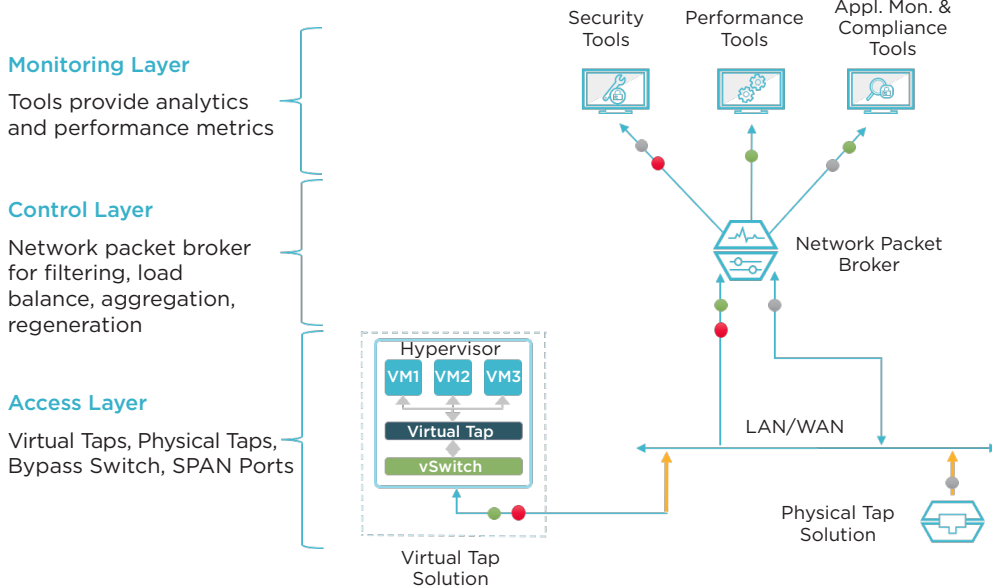 Monitoring Layer
Tools provide analytics
and performance metrics
Control Layer
Network packet broker
for filtering, load
balance, aggregation,
regeneration
Access Layer
Virtual Taps, Physical Taps,
Bypass Switch, SPAN Ports
Security
Tools
Performance
Tools
Appl. Mon. &
Compliance
Tools
Network Packet
Broker
Hypervisor
VM1
VM2
VM3
Virtual Tap
vSwitch
Virtual Tap
Solution
LAN/WAN
Physical Tap
Solution